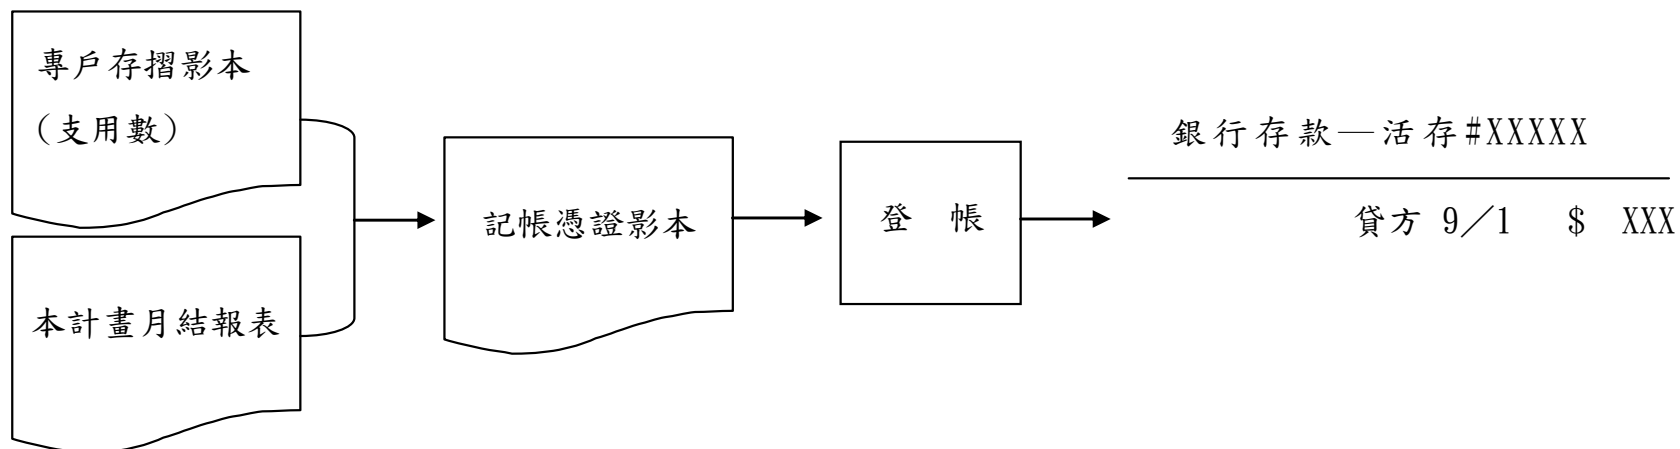 專戶存摺影本
(支用數)
本計畫月結報表
記帳憑證影本
登　帳
銀行存款—活存#XXXXX
貸方 9／1　$　XXX